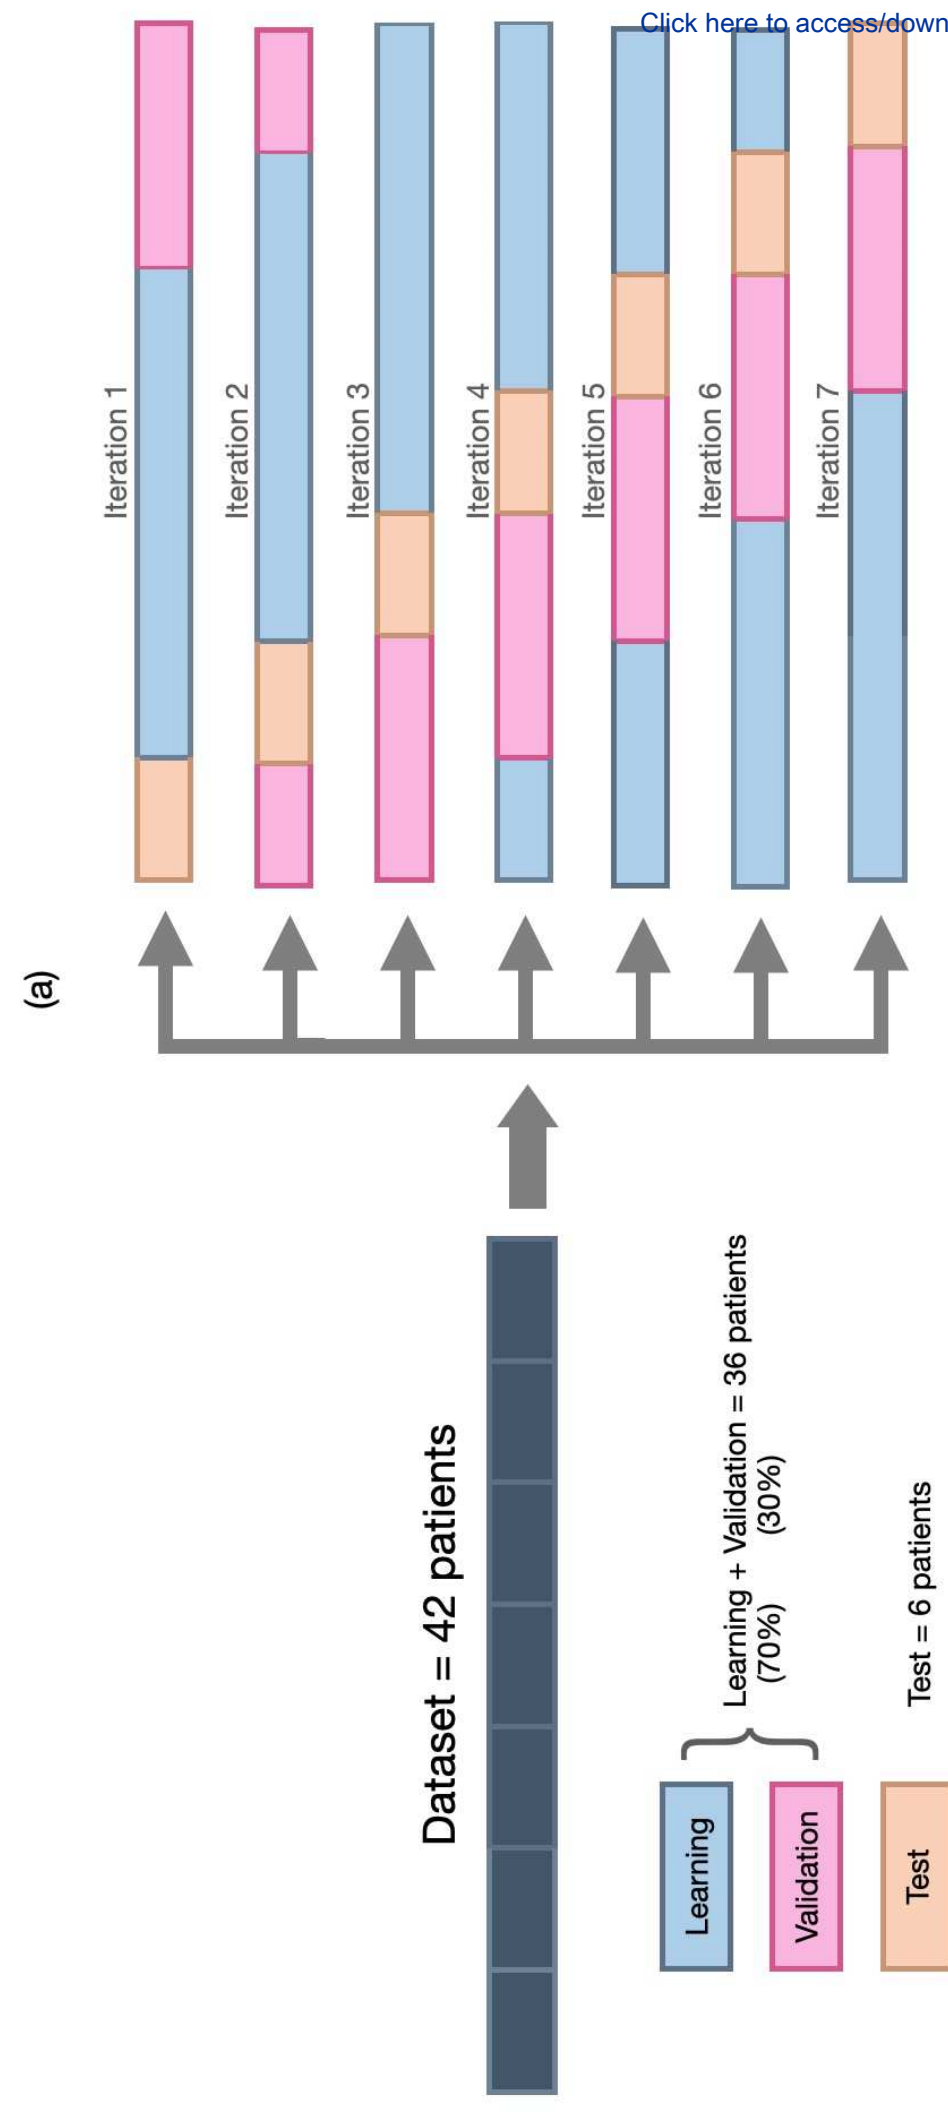 Click here to access/down
(a)
Dataset = 42 patients
Iteration 1
Iteration 2
Iteration 3
Iteration 4
Iteration 5
Iteration 6
Iteration 7
Learning
Validation
Learning + Validation = 36 patients
(70%) (30%)
Test
Test = 6 patients